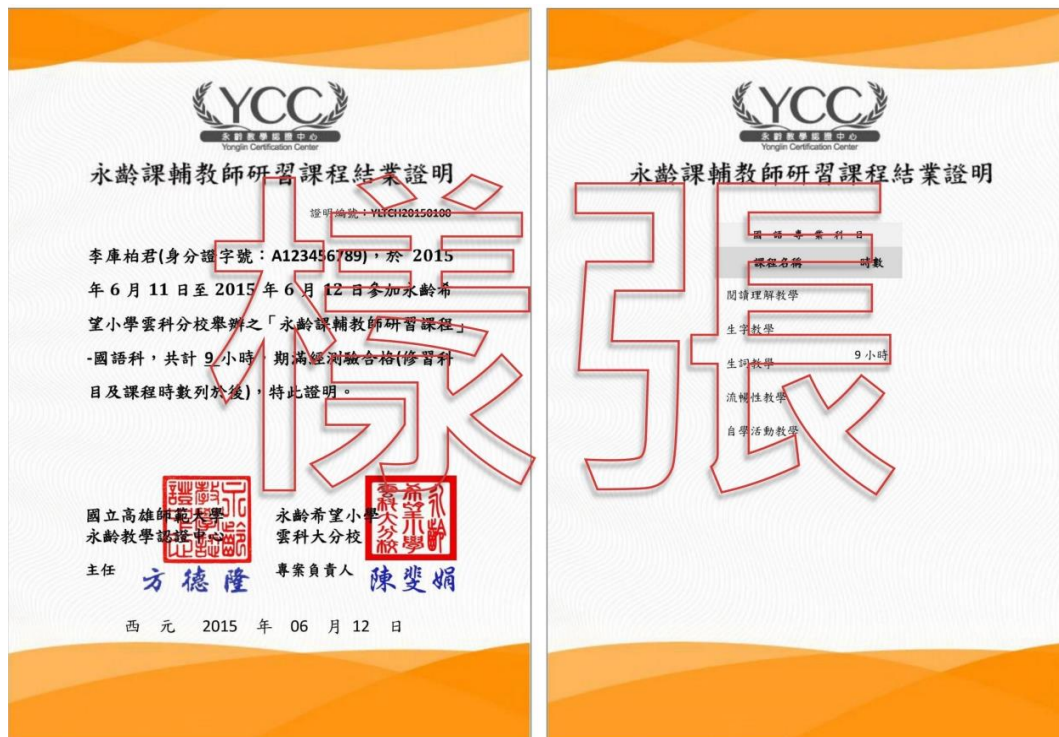 YCC
永齡教學認證中心
Yonglin Certification Center
永齡課輔教師研習課程結業證明
證明編號：YLTCH20150100
李庫柏君(身分證字號：A123456789)，於 2015
年 6 月 11 日至 2015 年 6 月 12 日參加永齡希
望小學雲科分校舉辦之「永齡課輔教師研習課程」
-國語科，共計 9 小時，期滿經測驗合格(修習科
目及課程時數列於後)，特此證明。
國立高雄師範大學
永齡教學認證中心
主任 方德隆
永齡希望小學
雲科大分校
專案負責人 陳斐娟
永齡希望小學雲科大分校
西元 2015 年 06 月 12 日
YCC
永齡教學認證中心
Yonglin Certification Center
永齡課輔教師研習課程結業證明
國語專業科目
課程名稱 時數
閱讀理解教學
生字教學
生詞教學 9 小時
流暢性教學
自學活動教學
樣張